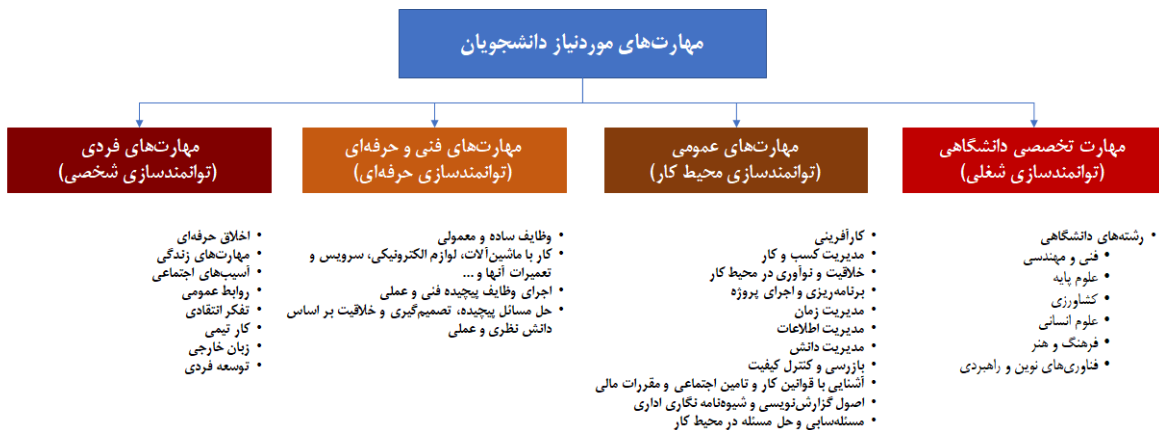 مهارت‌های موردنیاز دانشجویان
مهارت تخصصی دانشگاهی
(توانمندسازی شغلی)
• رشته‌های دانشگاهی
• فنی و مهندسی
• علوم پایه
• کشاورزی
• علوم انسانی
• فرهنگ و هنر
• فناوری‌های نوین و راهبردی
مهارت‌های عمومی
(توانمندسازی محیط کار)
• کارآفرینی
• مدیریت کسب و کار
• خلاقیت و نوآوری در محیط کار
• برنامه‌ریزی و اجرای پروژه
• مدیریت زمان
• مدیریت اطلاعات
• مدیریت دانش
• بازرسی و کنترل کیفیت
• آشنایی با قوانین کار و تامین اجتماعی و مقررات مالی
• اصول گزارش‌نویسی و شیوه‌نامه نگاری اداری
• مسئله‌سابی و حل مسئله در محیط کار
مهارت‌های فنی و حرفه‌ای
(توانمندسازی حرفه‌ای)
• وظایف ساده و معمولی
• کار با ماشین‌آلات، لوازم الکترونیکی، سرویس و
تعمیرات آنها و ...
• اجرای وظایف پیچیده فنی و عملی
• حل مسائل پیچیده، تصمیم‌گیری و خلاقیت بر اساس
دانش نظری و عملی
مهارت‌های فردی
(توانمندسازی شخصی)
• اخلاق حرفه‌ای
• مهارت‌های زندگی
• آسیب‌های اجتماعی
• روابط عمومی
• تفکر انتقادی
• کار تیمی
• زبان خارجی
• توسعه فردی